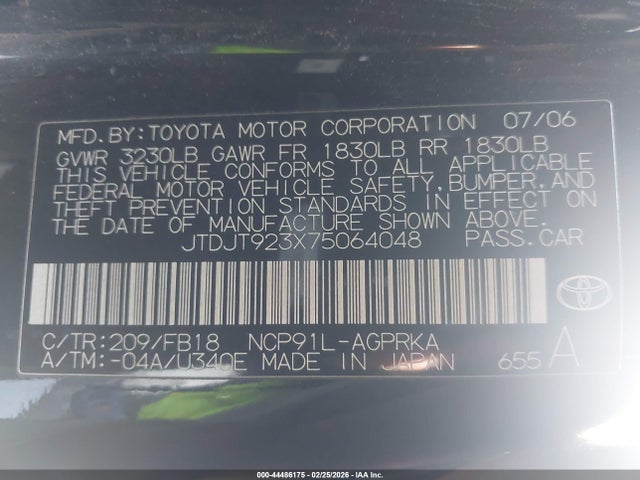 MFD.BY:TOYOTA MOTOR CORPORATION 07/06
GVWR 3230LB GAWR FR 1830LB RR 1830LB
THIS VEHICLE CONFORMS TO ALL APPLICABLE
FEDERAL MOTOR VEHICLE SAFETY,BUMPER,AND
THEFT PREVENTION STANDARDS IN EFFECT ON
THE DATE OF MANUFACTURE SHOWN ABOVE.
JTDJT923X75064048 PASS.CAR
C/TR:209/FB18 NCP91L-AGPRKA
A/TM:-04A/U340E MADE IN JAPAN 655 A
000-44486175 - 02/25/2026 - IAA Inc.